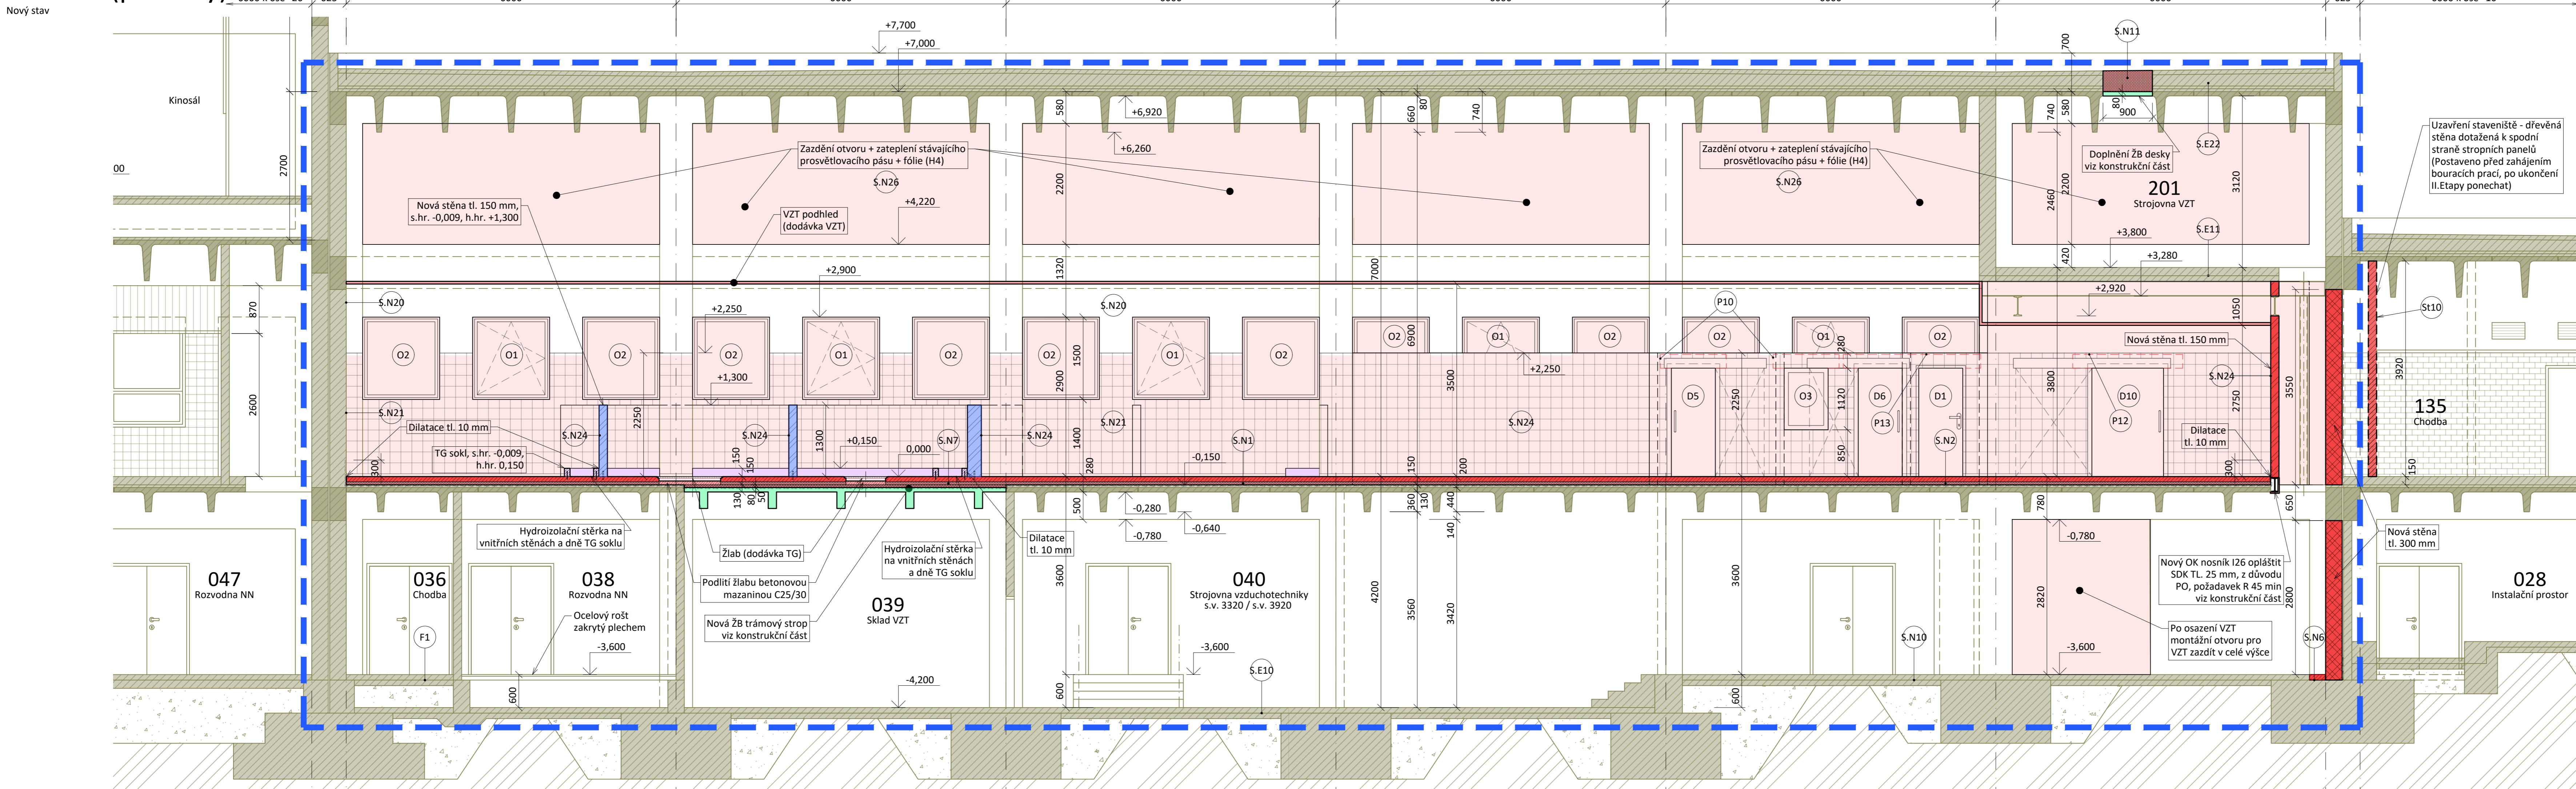 Nový stav
Kinosál
+7,700
+7,000
S.N11
700
2700
580
+6,920
660
80
740
740
580
80
900
S.E22
+6,260
Zazdění otvoru + zateplení stávajícího
prosvětlovacího pásu + fólie (H4)
S.N26
Zazdění otvoru + zateplení stávajícího
prosvětlovacího pásu + fólie (H4)
S.N26
Doplnění ŽB desky
viz konstrukční část
201
Strojovna VZT
Uzavření staveniště - dřevěná
stěna dotažená k spodní
straně stropních panelů
(Postaveno před zahájením
bouracích prací, po ukončení
II.Etapy ponechat)
00
2200
2460
2200
3120
Nová stěna tl. 150 mm,
s.hr. -0,009, h.hr. +1,300
VZT podhled
(dodávka VZT)
+4,220
+3,800
S.E11
+3,280
420
1320
7000
+2,900
+2,920
1050
870
S.N20
S.N20
+2,250
P10
St10
O2
O1
O2
O2
O1
O2
O2
O1
O2
O2
O1
O2
O2
O1
O2
6900
280
1500
2900
3500
+2,250
Nová stěna tl. 150 mm
S.N24
3550
3920
+1,300
2600
2250
3800
2750
D5
2250
O3
1120
D6
D1
D10
P13
P12
S.N21
S.N21
135
Chodba
Dilatace tl. 10 mm
S.N24
S.N24
S.N24
1300
1400
S.N24
+0,150
0,000
S.N7
S.N1
S.N2
TG sokl, s.hr. -0,009,
h.hr. 0,150
Dilatace
tl. 10 mm
300
150
150
280
-0,150
150
200
850
300
150
130
80
50
500
-0,280
-0,640
-0,780
360
130
440
140
780
650
Hydroizolační stěrka na
vnitřních stěnách a dně TG soklu
Žlab (dodávka TG)
Hydroizolační stěrka
na vnitřních stěnách
a dně TG soklu
Dilatace
tl. 10 mm
-0,780
Nová stěna
tl. 300 mm
047
Rozvodna NN
036
Chodba
038
Rozvodna NN
Podlití žlabu betonovou
mazaninou C25/30
039
Sklad VZT
040
Strojovna vzduchotechniky
s.v. 3320 / s.v. 3920
3600
4200
3560
3420
3600
2820
2800
Nový OK nosník I26 opláštit
SDK TL. 25 mm, z důvodu
PO, požadavek R 45 min
viz konstrukční část
028
Instalační prostor
Ocelový rošt
zakrytý plechem
Nová ŽB trámový strop
viz konstrukční část
F1
Po osazení VZT
montážní otvoru pro
VZT zazdít v celé výšce
S.N10
S.N6
-3,600
-3,600
-3,600
S.E10
600
-4,200
600
600